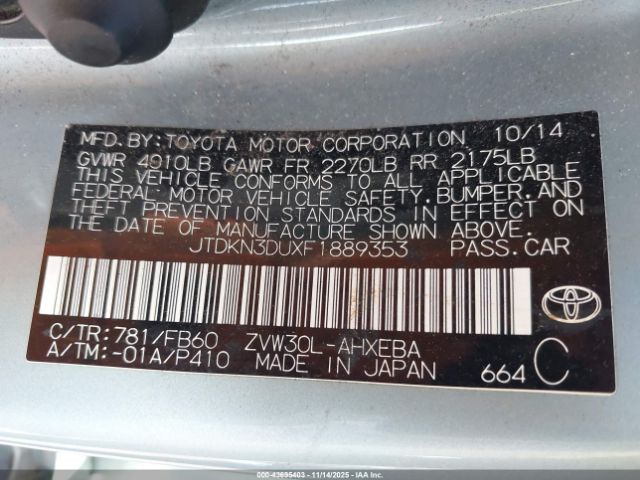 MFD.BY:TOYOTA MOTOR CORPORATION 10/14
GVWR 4910LB GAWR FR 2270LB RR 2175LB
THIS VEHICLE CONFORMS TO ALL APPLICABLE
FEDERAL MOTOR VEHICLE SAFETY,BUMPER,AND
THEFT PREVENTION STANDARDS IN EFFECT ON
THE DATE OF MANUFACTURE SHOWN ABOVE.
JTDKN3DUXF1889353 PASS.CAR
C/TR:781/FB60 ZVW30L-AHXEBA
A/TM:-01A/P410 MADE IN JAPAN 664 C
000-43695403 - 11/14/2025 - IAAI.COM